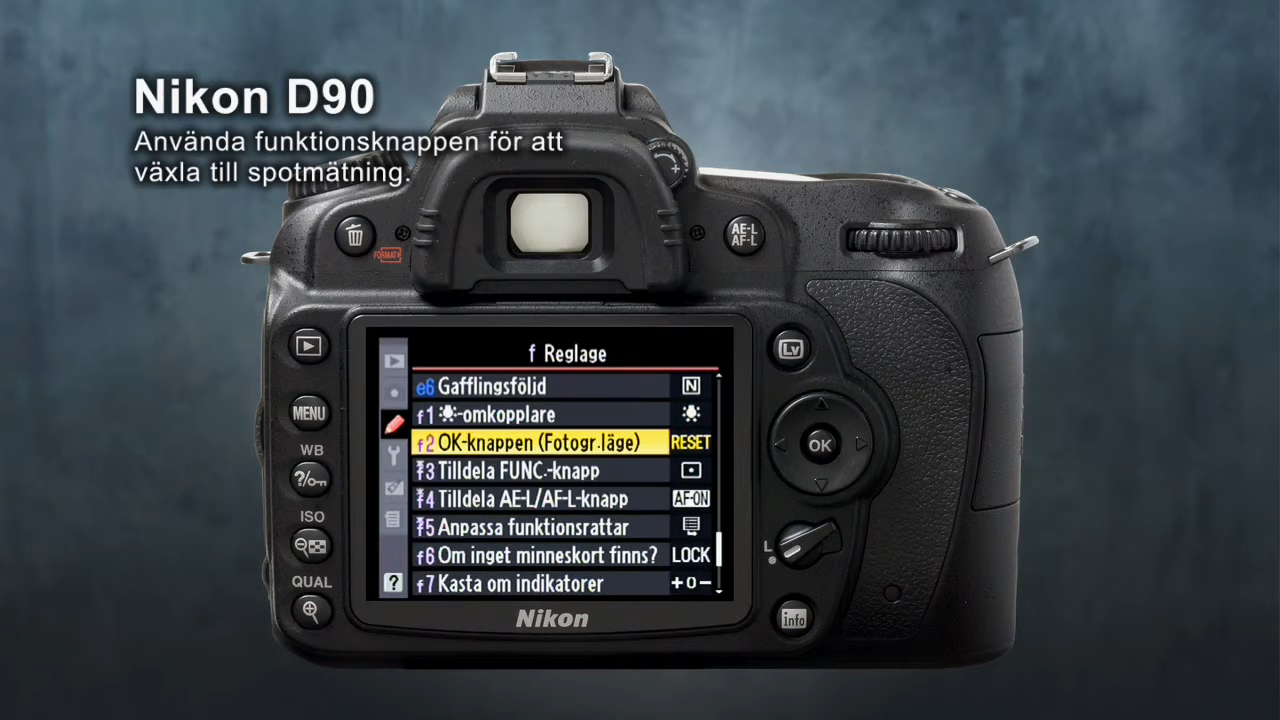 Nikon D90
Använda funktionsknappen för att
växla till spotmätning.
FORMAT
AE-L
AF-L
MENU
WB
ISO
QUAL
f Reglage
e6 Gafflingsföljd N
f1 -omkopplare
f2 OK-knappen (Fotogr.läge) RESET
f3 Tilldela FUNC.-knapp
f4 Tilldela AE-L/AF-L-knapp AF-ON
f5 Anpassa funktionsrattar
f6 Om inget minneskort finns? LOCK
f7 Kasta om indikatorer + 0 −
?
Lv
OK
L
info
Nikon